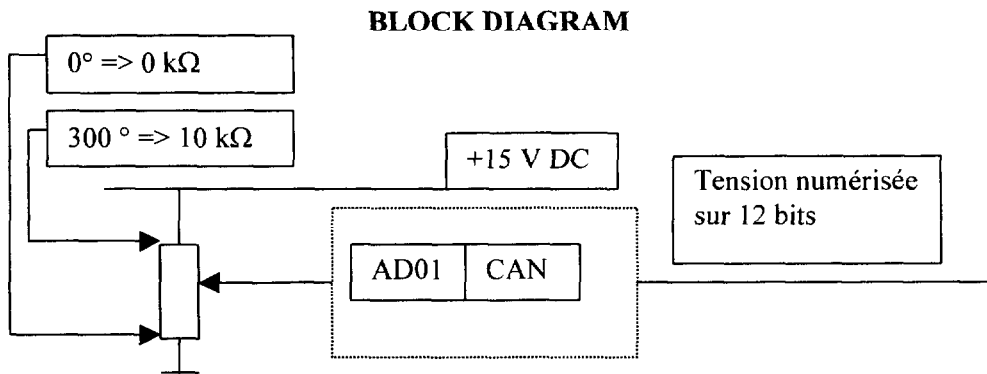 BLOCK DIAGRAM
0° => 0 kΩ
300 ° => 10 kΩ
+15 V DC
Tension numérisée
sur 12 bits
AD01 CAN